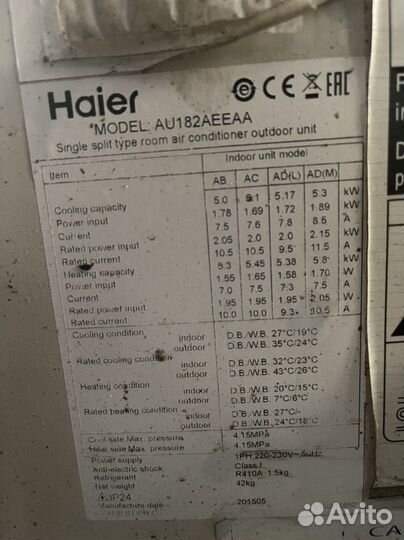 Haier
CE EAC
MODEL: AU182AEEAA
Single split type room air conditioner outdoor unit
Item Indoor unit model
AB AC AD(L) AD(M)
Cooling capacity 5.0 5.1 5.17 5.3 kW
Power input 1.78 1.69 1.72 1.89 kW
Current 7.5 7.6 7.8 8.5 A
Rated power input 2.05 2.0 2.0 2.15 kW
Rated current 10.5 10.5 9.5 11.5 A
Heating capacity 5.3 5.45 5.38 5.8 kW
Power input 1.55 1.65 1.58 1.70 kW
Current 7.0 7.5 7.3 7.5 A
Rated power input 1.95 1.95 1.95 2.05 W
Rated current 10.0 10.0 9.3 10.5 A
Cooling condition indoor D.B./W.B. 27°C/19°C
outdoor D.B./W.B. 35°C/24°C
Rated cooling condition indoor D.B./W.B. 32°C/23°C
outdoor D.B./W.B. 43°C/26°C
Heating condition indoor D.B./W.B. 20°C/15°C
outdoor D.B./W.B. 7°C/6°C
Rated heating condition indoor D.B./W.B. 27°C/-
outdoor D.B./W.B. 24°C/18°C
Cool side Max. pressure 4.15MPa
Heat side Max. pressure 4.15MPa
Power supply 1PH,220-230V~,50Hz
Anti-electric shock Class I
Refrigerant R410A 1.5kg
Net weight 42kg
IP24
Manufacture date 201505
Avito